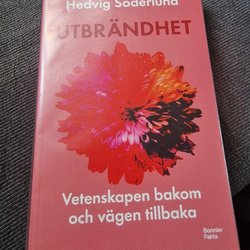 Hedvig Söderlund
UTBRÄNDHET
Vetenskapen bakom
och vägen tillbaka
Bonnier
Fakta